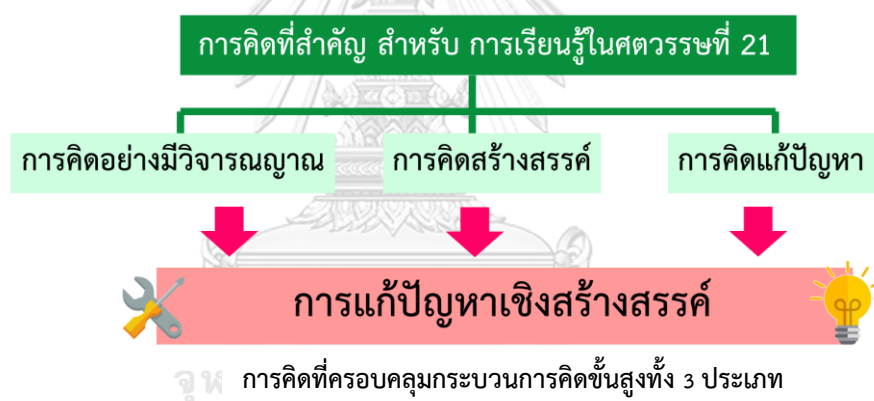 การคิดที่สำคัญ สำหรับ การเรียนรู้ในศตวรรษที่ 21
การคิดอย่างมีวิจารณญาณ การคิดสร้างสรรค์ การคิดแก้ปัญหา
การแก้ปัญหาเชิงสร้างสรรค์
การคิดที่ครอบคลุมกระบวนการคิดขั้นสูงทั้ง 3 ประเภท